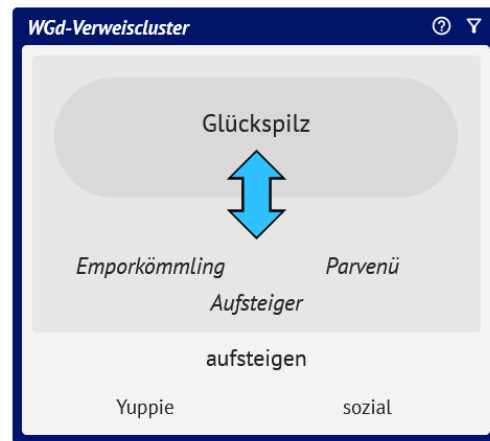 WGd-Verweiscluster
Glückspilz
Emporkömmling Parvenü
Aufsteiger
aufsteigen
Yuppie sozial